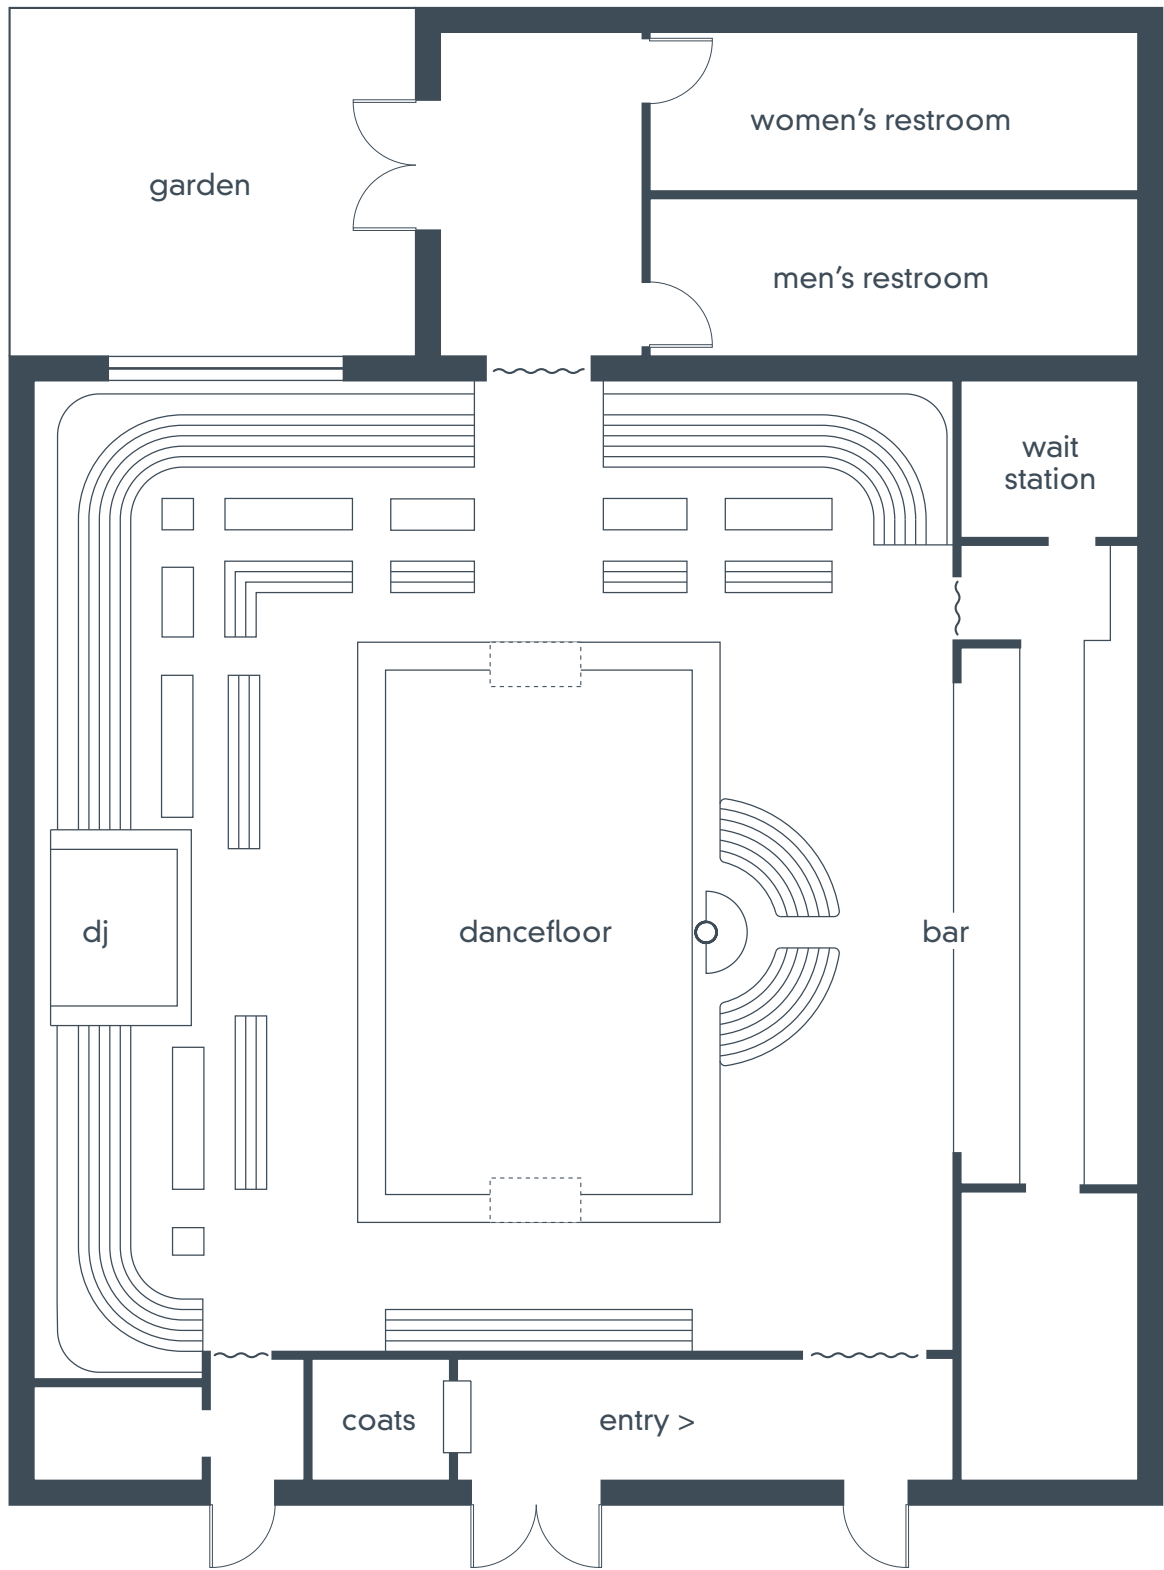 women's restroom
garden
men's restroom
wait
station
dj
dancefloor
bar
coats
entry >